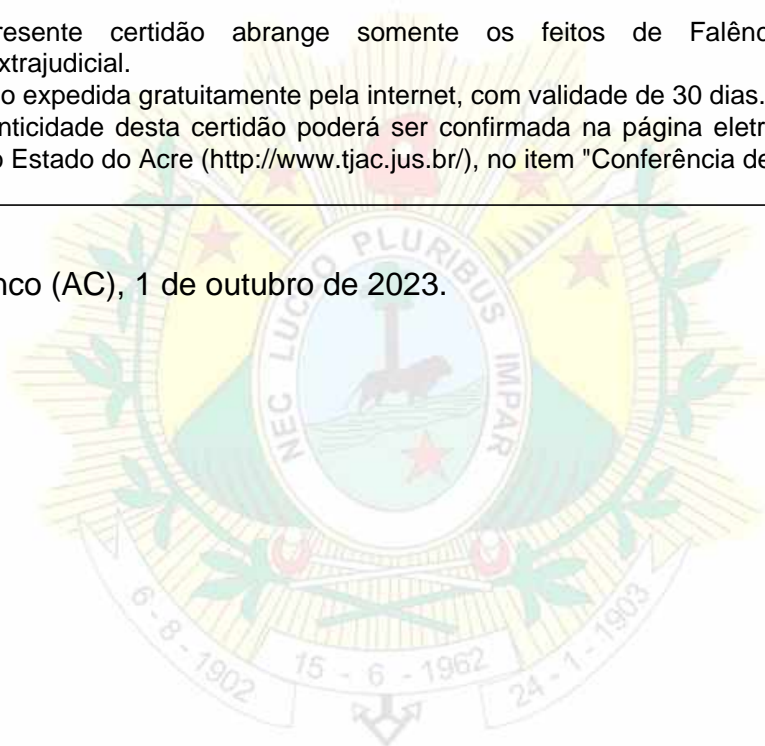 resente certidão abrange somente os feitos de Falênc
xtrajudicial.
o expedida gratuitamente pela internet, com validade de 30 dias.
nticidade desta certidão poderá ser confirmada na página eletr
o Estado do Acre (http://www.tjac.jus.br/), no item "Conferência de
nco (AC), 1 de outubro de 2023.
NEC LUCEO PLURIBUS IMPAR
6 - 8 - 1902
15 - 6 - 1962
24 - 1 - 1903